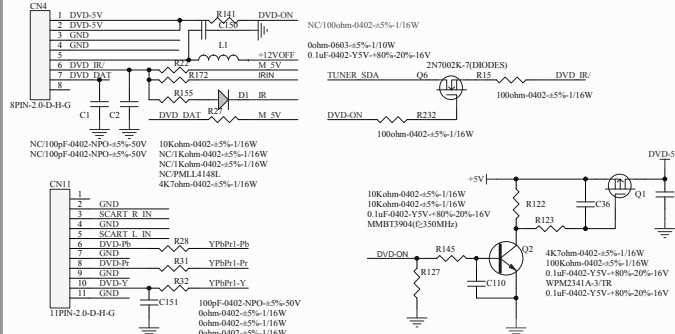 CN4
1 DVD-5V
2 DVD-5V
3 GND
4 GND
5
6 DVD_IR/
7 DVD_DAT
8
8PIN-2.0-D-H-G
R141
C150
DVD-ON
L1
+12VOFF
R22
M_5V
R172
IRIN
R155
D1
IR
DVD_DAT
R27
M_5V
C1
C2
NC/100pF-0402-NPO-±5%-50V
NC/100pF-0402-NPO-±5%-50V
10Kohm-0402-±5%-1/16W
NC/1Kohm-0402-±5%-1/16W
NC/1Kohm-0402-±5%-1/16W
NC/PMLL4148L
4K7ohm-0402-±5%-1/16W
NC/100ohm-0402-±5%-1/16W
0ohm-0603-±5%-1/10W
0.1uF-0402-Y5V-+80%20%-16V
2N7002K-7(DIODES)
TUNER_SDA
Q6
R15
DVD_IR/
100ohm-0402-±5%-1/16W
DVD-ON
R232
100ohm-0402-±5%-1/16W
CN11
1
2 GND
3 SCART_R_IN
4 GND
5 SCART_L_IN
6 DVD-Pb
7 GND
8 DVD-Pr
9 GND
10 DVD-Y
11 GND
11PIN-2.0-D-H-G
R28
YPbPr1-Pb
R31
YPbPr1-Pr
R32
YPbPr1-Y
C151
100pF-0402-NPO-±5%-50V
0ohm-0402-±5%-1/16W
0ohm-0402-±5%-1/16W
0ohm-0402-±5%-1/16W
DVD-5
+5V
Q1
R122
C36
R123
10Kohm-0402-±5%-1/16W
10Kohm-0402-±5%-1/16W
0.1uF-0402-Y5V-+80%-20%-16V
MMBT3904(f≥350MHz)
DVD-ON
R145
Q2
R127
C110
4K7ohm-0402-±5%-1/16W
100Kohm-0402-±5%-1/16W
0.1uF-0402-Y5V-+80%-20%-16V
WPM2341A-3/TR
0.1uF-0402-Y5V-+80%-20%-16V